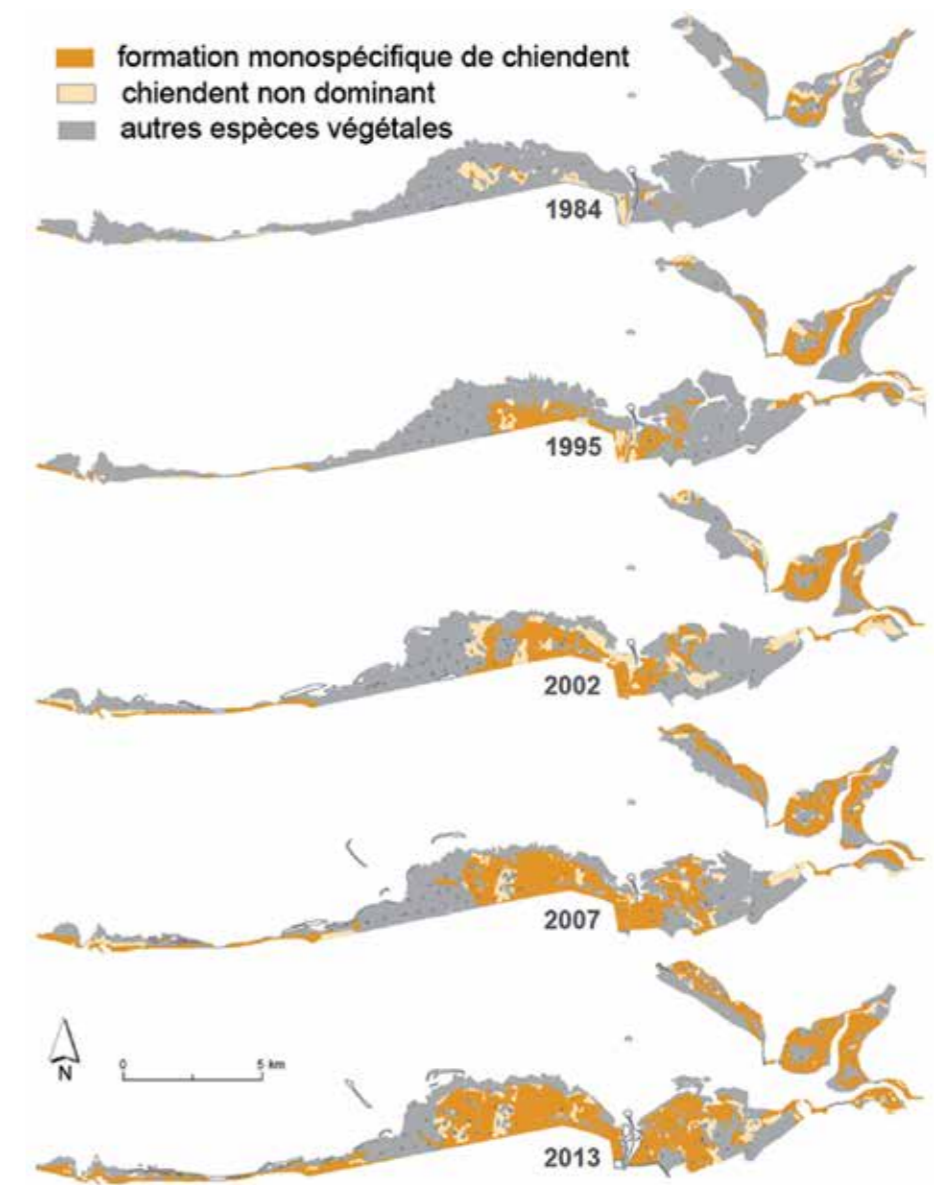 formation monospécifique de chiendent
chiendent non dominant
autres espèces végétales
1984
1995
2002
2007
N
0
5 km
2013